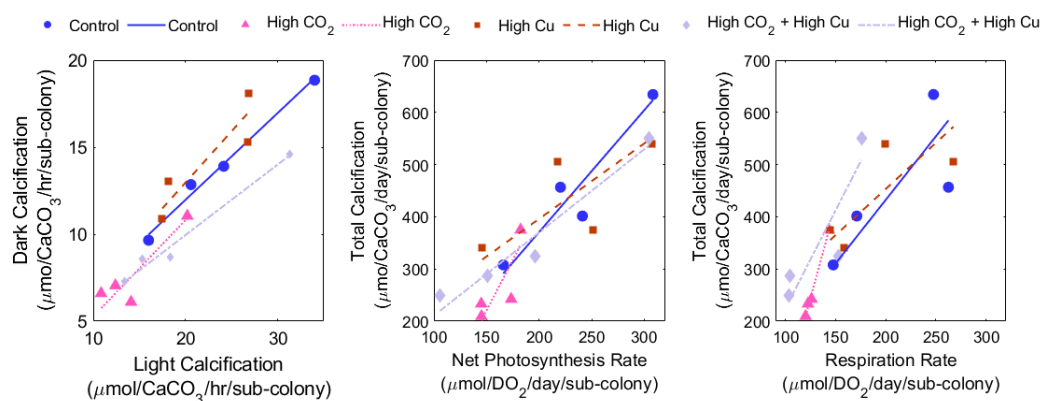 Control Control High CO2 High CO2 High Cu High Cu High CO2 + High Cu High CO2 + High Cu
20
15
10
5
10 20 30
Dark Calcification
(μmo/CaCO3/hr/sub-colony)
Light Calcification
(μmol/CaCO3/hr/sub-colony)
700
600
500
400
300
200
100 150 200 250 300
Total Calcification
(μmo/CaCO3/day/sub-colony)
Net Photosynthesis Rate
(μmol/DO2/day/sub-colony)
700
600
500
400
300
200
100 150 200 250 300
Total Calcification
(μmo/CaCO3/day/sub-colony)
Respiration Rate
(μmol/DO2/day/sub-colony)